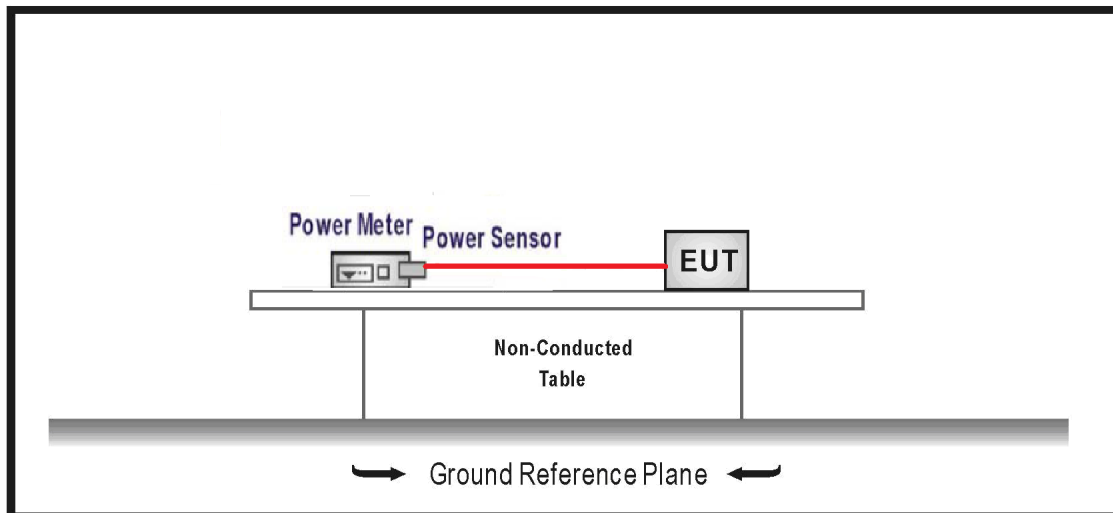 Power Meter
Power Sensor
EUT
Non-Conducted
Table
Ground Reference Plane